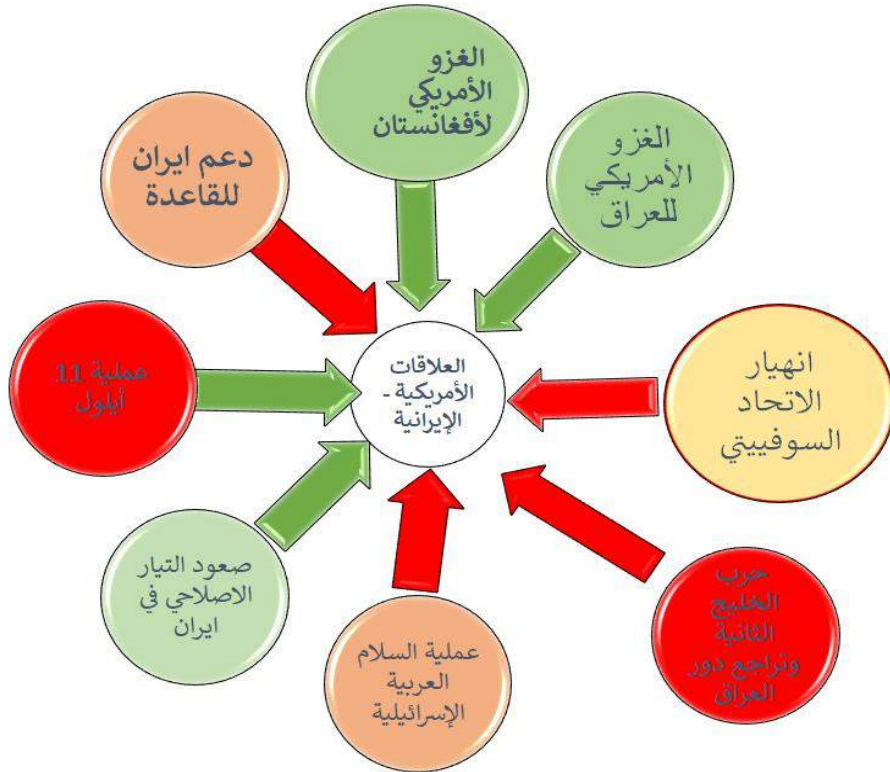 الغزو
الأمريكي
لأفغانستان
الغزو
الأمريكي
للعراق
دعم ايران
للقاعدة
انهيار
الاتحاد
السوفييتي
العلاقات
الأمريكية -
الإيرانية
عملية 11
أيلول
صعود التيار
الاصلاحي في
ايران
عملية السلام
العربية
الإسرائيلية
حرب
الخليج
الثانية
وتراجع دور
العراق